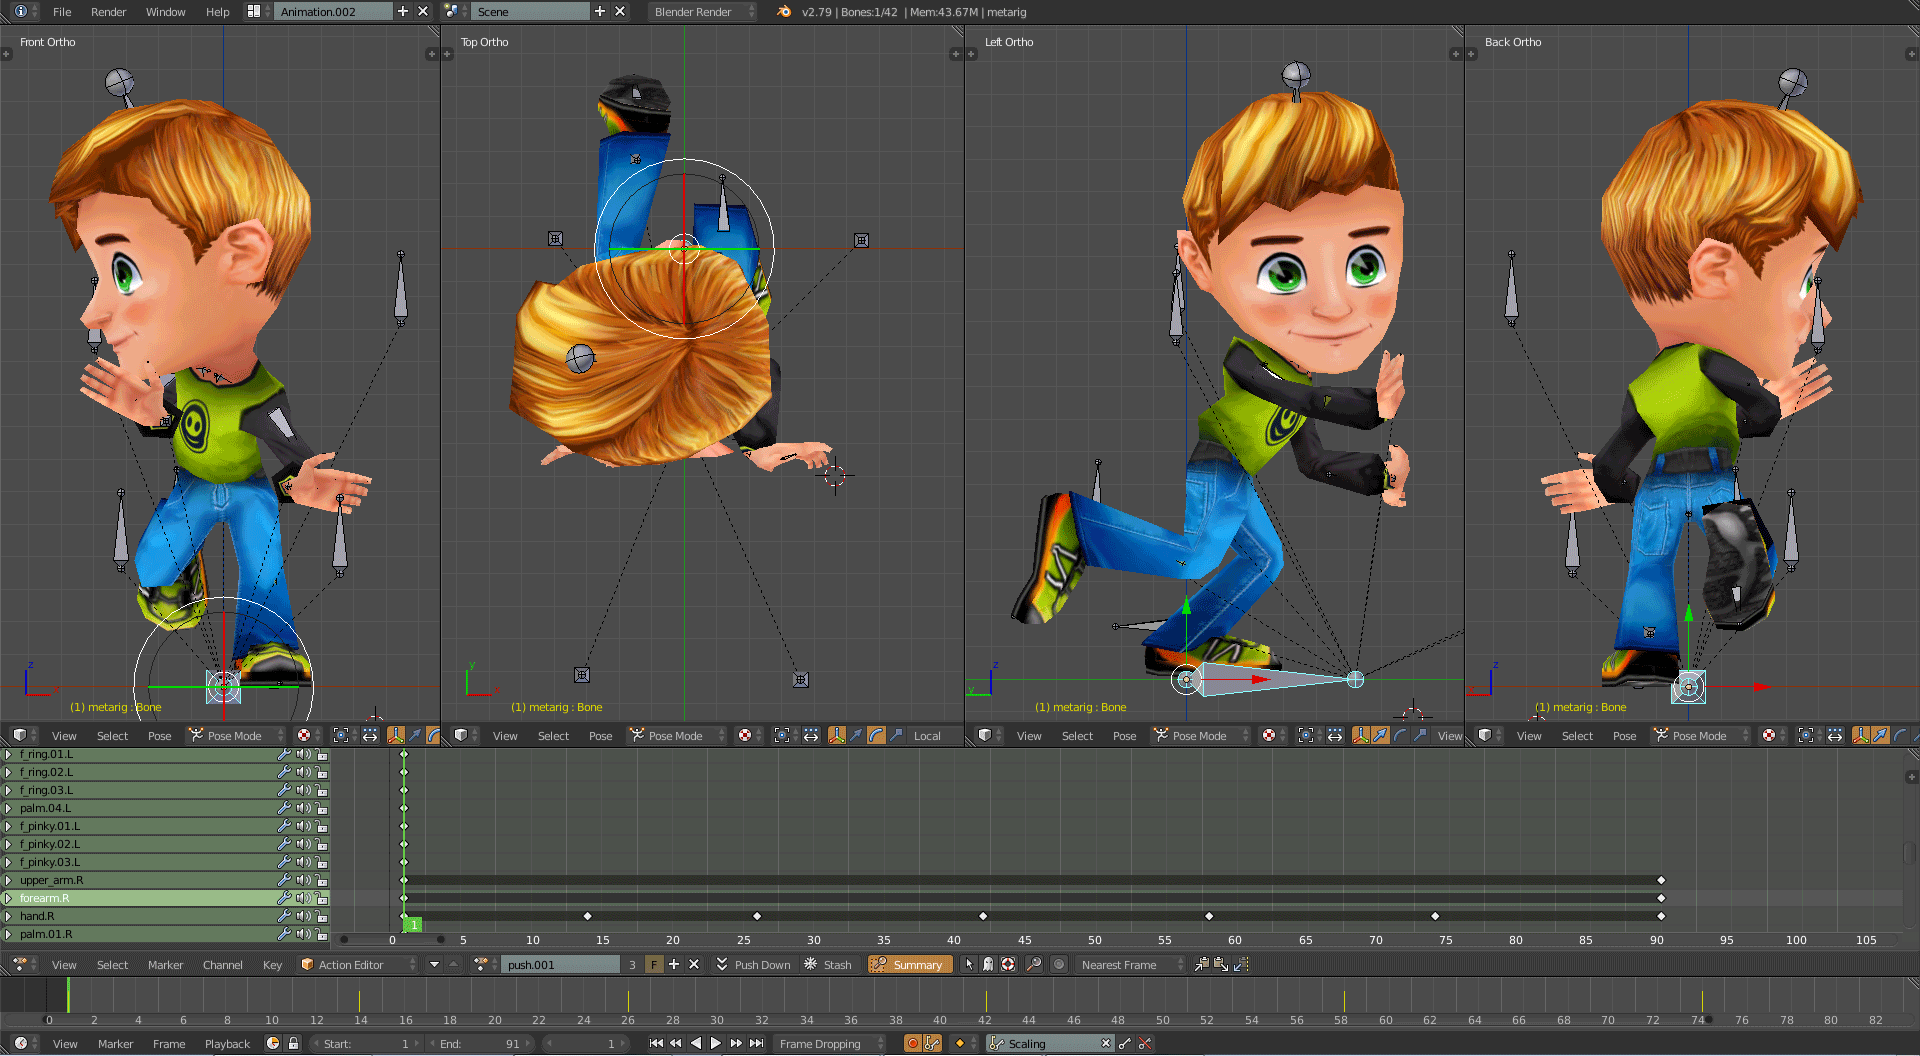 File Render Window Help Animation.002 Scene Blender Render v2.79 | Bones:1/42 | Mem:43.67M | metarig
Front Ortho
Top Ortho
Left Ortho
Back Ortho
z
y
z
y
z
(1) metarig : Bone
(1) metarig : Bone
(1) metarig : Bone
(1) metarig : Bone
View Select Pose Pose Mode
View Select Pose Pose Mode Local
View Select Pose Pose Mode View
View Select Pose Pose Mode
f_ring.01.L
f_ring.02.L
f_ring.03.L
palm.04.L
f_pinky.01.L
f_pinky.02.L
f_pinky.03.L
upper_arm.R
forearm.R
hand.R
palm.01.R
1
0 5 10 15 20 25 30 35 40 45 50 55 60 65 70 75 80 85 90 95 100 105
View Select Marker Channel Key Action Editor push.001 3 F Push Down Stash Summary Nearest Frame
0 2 4 6 8 10 12 14 16 18 20 22 24 26 28 30 32 34 36 38 40 42 44 46 48 50 52 54 56 58 60 62 64 66 68 70 72 74 76 78 80 82
View Marker Frame Playback Start: 1 End: 91 1 Frame Dropping Scaling